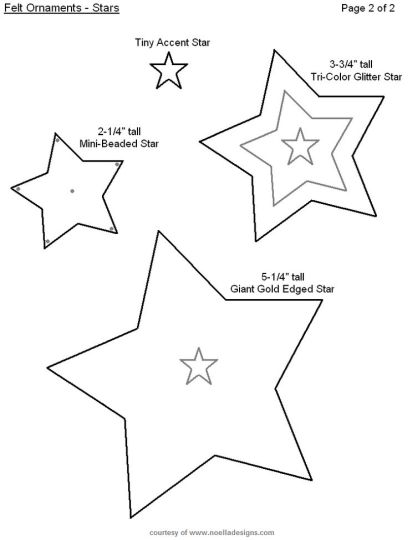 Felt Ornaments - Stars Page 2 of 2
Tiny Accent Star
3-3/4" tall
Tri-Color Glitter Star
2-1/4" tall
Mini-Beaded Star
5-1/4" tall
Giant Gold Edged Star
courtesy of www.noelladesigns.com